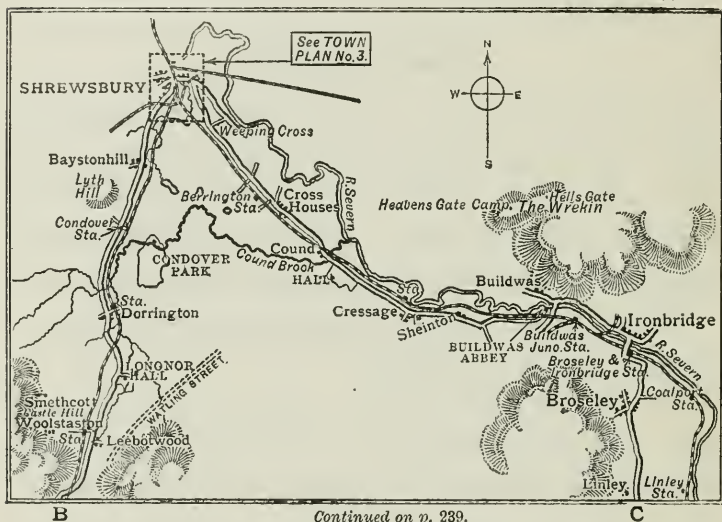 See TOWN
PLAN No.3.
N
W
E
S
SHREWSBURY
Weeping Cross
Baystonhill
Lyth
Hill
R. Severn
Hells Gate
Heavens Gate Camp. The Wrekin
Berrington
Sta.
Cross
Houses
Condover
Sta.
CONDOVER
PARK
Cound
Cound Brook
HALL
Sta.
Buildwas
Cressage
Sheinton
BUILDWAS
ABBEY
Buildwas
Junc. Sta.
Ironbridge
R. Severn
Sta.
Dorrington
Broseley &
Ironbridge Sta.
LONGNOR
HALL
WATLING STREET.
Broseley
Coalport
Sta.
Smethcott
Castle Hill
Woolstaston
Sta.
Leebotwood
Linley
Linley
Sta.
B
Continued on p. 239.
C